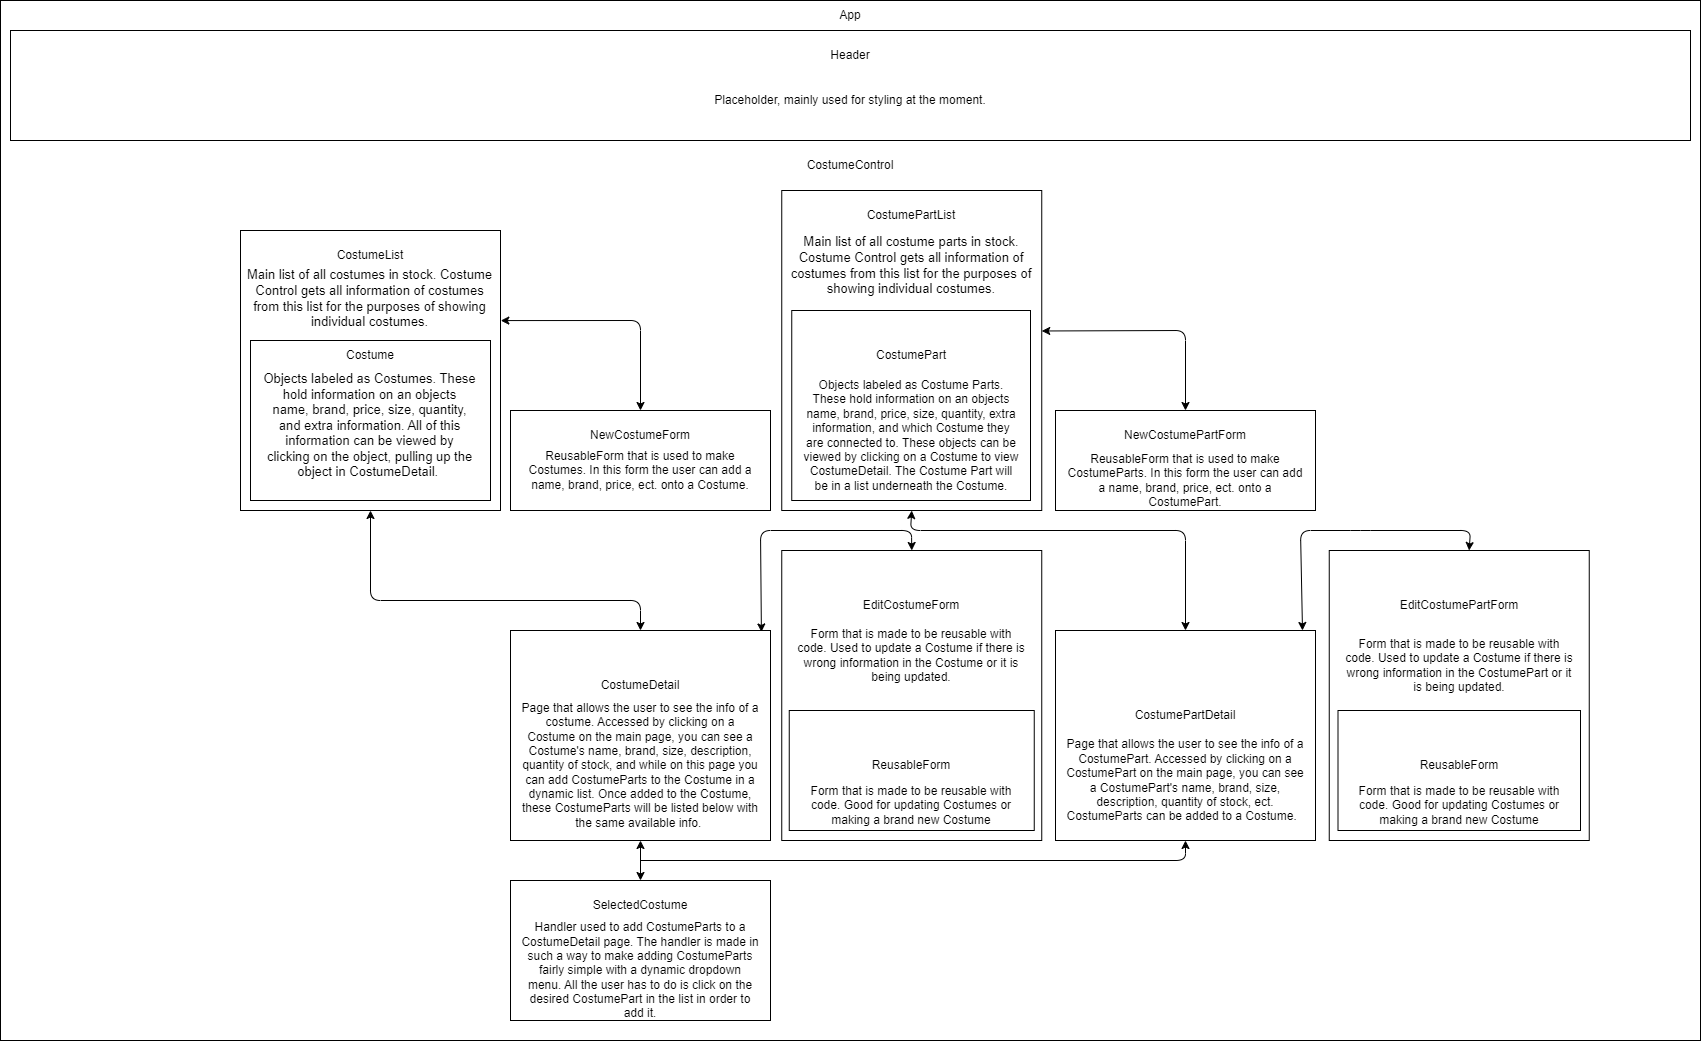 App
Header
Placeholder, mainly used for styling at the moment.
CostumeControl
CostumeList
Main list of all costumes in stock. Costume
Control gets all information of costumes
from this list for the purposes of showing
individual costumes.
Costume
Objects labeled as Costumes. These
hold information on an objects
name, brand, price, size, quantity,
and extra information. All of this
information can be viewed by
clicking on the object, pulling up the
object in CostumeDetail.
NewCostumeForm
ReusableForm that is used to make
Costumes. In this form the user can add a
name, brand, price, ect. onto a Costume.
CostumePartList
Main list of all costume parts in stock.
Costume Control gets all information of
costumes from this list for the purposes of
showing individual costumes.
CostumePart
Objects labeled as Costume Parts.
These hold information on an objects
name, brand, price, size, quantity, extra
information, and which Costume they
are connected to. These objects can be
viewed by clicking on a Costume to view
CostumeDetail. The Costume Part will
be in a list underneath the Costume.
NewCostumePartForm
ReusableForm that is used to make
CostumeParts. In this form the user can add
a name, brand, price, ect. onto a
CostumePart.
CostumeDetail
Page that allows the user to see the info of a
costume. Accessed by clicking on a
Costume on the main page, you can see a
Costume's name, brand, size, description,
quantity of stock, and while on this page you
can add CostumeParts to the Costume in a
dynamic list. Once added to the Costume,
these CostumeParts will be listed below with
the same available info.
EditCostumeForm
Form that is made to be reusable with
code. Used to update a Costume if there is
wrong information in the Costume or it is
being updated.
ReusableForm
Form that is made to be reusable with
code. Good for updating Costumes or
making a brand new Costume
CostumePartDetail
Page that allows the user to see the info of a
CostumePart. Accessed by clicking on a
CostumePart on the main page, you can see
a CostumePart's name, brand, size,
description, quantity of stock, ect.
CostumeParts can be added to a Costume.
EditCostumePartForm
Form that is made to be reusable with
code. Used to update a Costume if there is
wrong information in the CostumePart or it
is being updated.
ReusableForm
Form that is made to be reusable with
code. Good for updating Costumes or
making a brand new Costume
SelectedCostume
Handler used to add CostumeParts to a
CostumeDetail page. The handler is made in
such a way to make adding CostumeParts
fairly simple with a dynamic dropdown
menu. All the user has to do is click on the
desired CostumePart in the list in order to
add it.